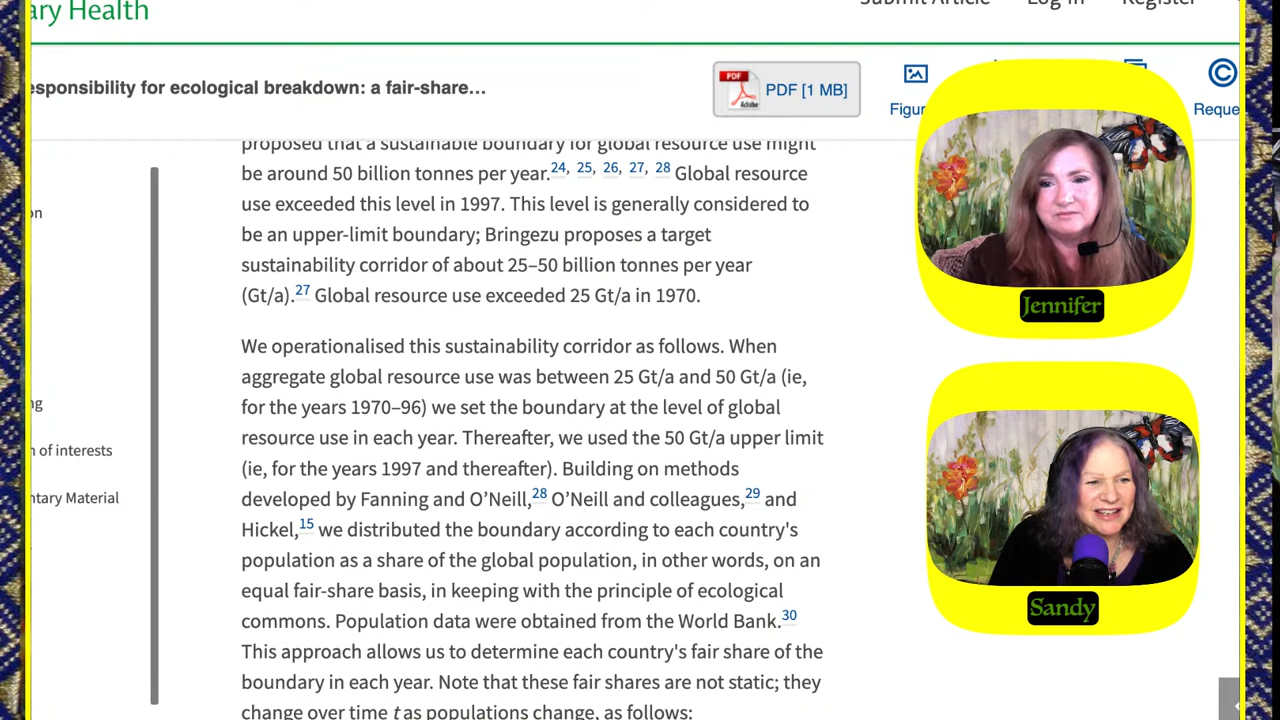 ary Health
Submit Article Log in Register
esponsibility for ecological breakdown: a fair-share…
PDF
Adobe
PDF [1 MB]
Figur
Reque
on
ng
n of interests
ntary Material
proposed that a sustainable boundary for global resource use might
be around 50 billion tonnes per year.24, 25, 26, 27, 28 Global resource
use exceeded this level in 1997. This level is generally considered to
be an upper-limit boundary; Bringezu proposes a target
sustainability corridor of about 25–50 billion tonnes per year
(Gt/a).27 Global resource use exceeded 25 Gt/a in 1970.
We operationalised this sustainability corridor as follows. When
aggregate global resource use was between 25 Gt/a and 50 Gt/a (ie,
for the years 1970–96) we set the boundary at the level of global
resource use in each year. Thereafter, we used the 50 Gt/a upper limit
(ie, for the years 1997 and thereafter). Building on methods
developed by Fanning and O’Neill,28 O’Neill and colleagues,29 and
Hickel,15 we distributed the boundary according to each country's
population as a share of the global population, in other words, on an
equal fair-share basis, in keeping with the principle of ecological
commons. Population data were obtained from the World Bank.30
This approach allows us to determine each country's fair share of the
boundary in each year. Note that these fair shares are not static; they
change over time t as populations change, as follows:
Jennifer
Sandy